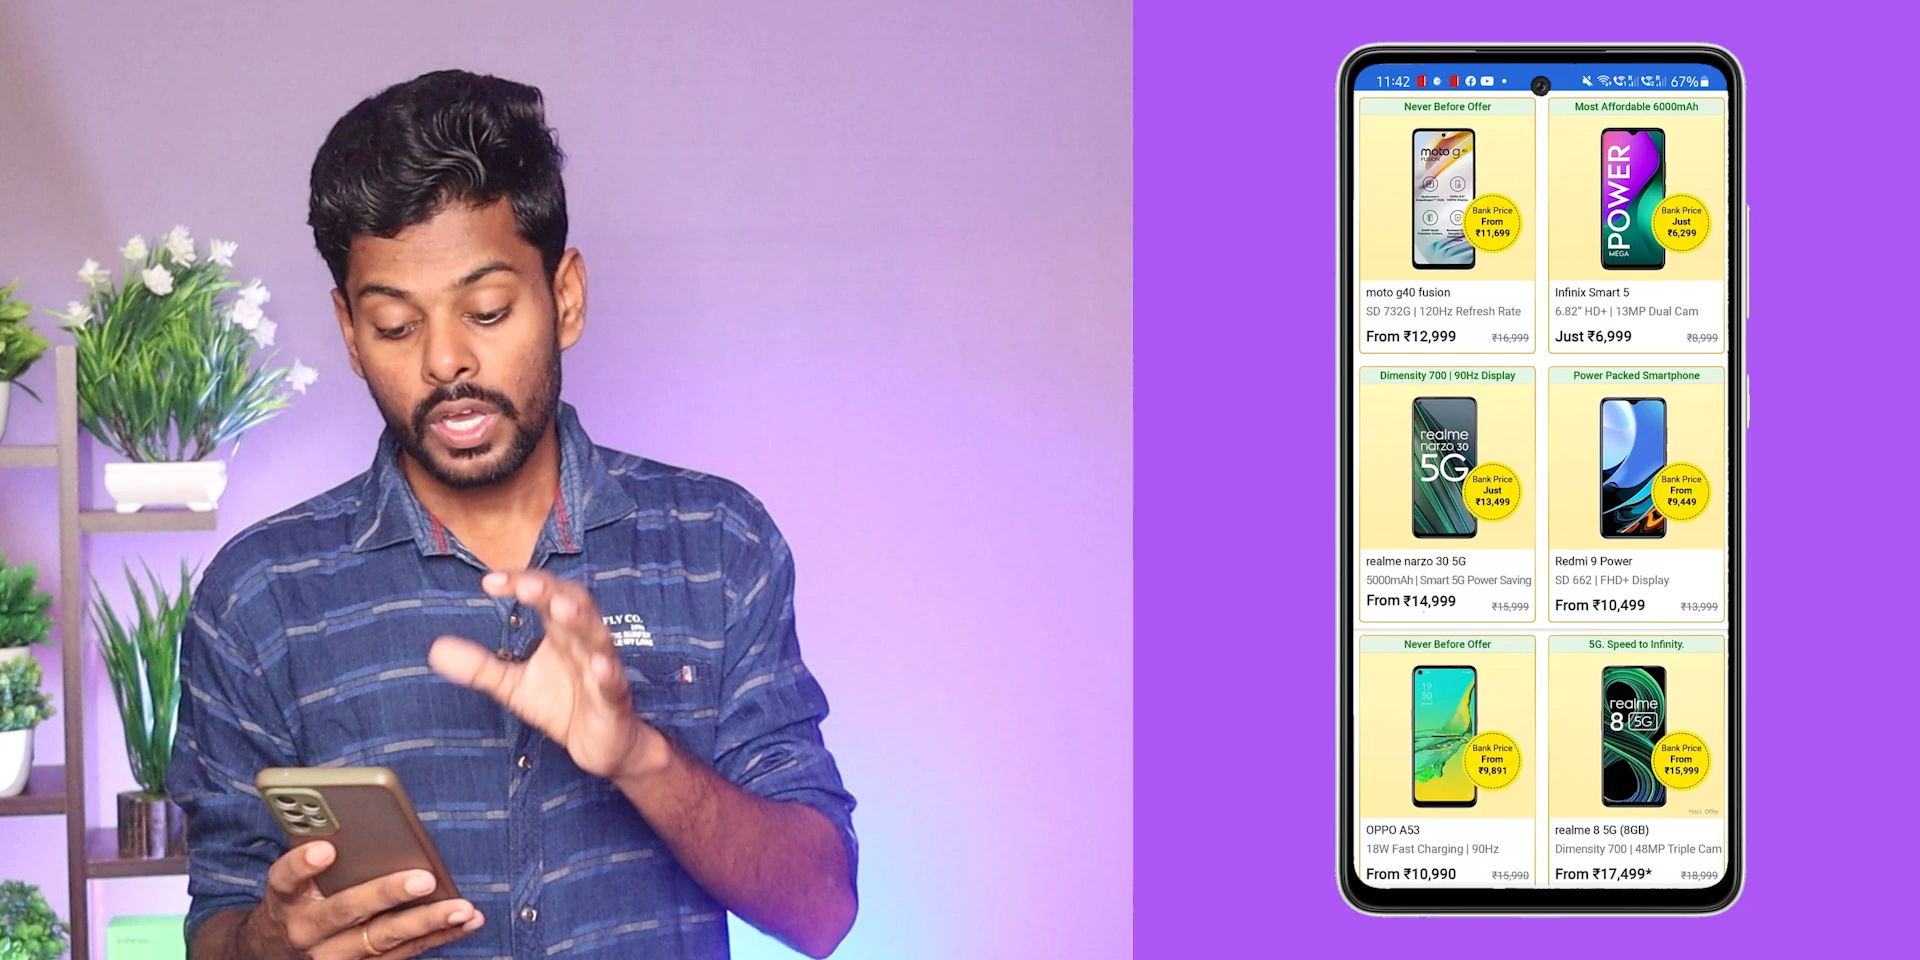 FLY CO.
11:42
67%
Never Before Offer
moto g40
FUSION
Bank Price
From
₹11,699
moto g40 fusion
SD 732G | 120Hz Refresh Rate
From ₹12,999 ₹16,999
Most Affordable 6000mAh
POWER
MEGA
Bank Price
Just
₹6,299
Infinix Smart 5
6.82” HD+ | 13MP Dual Cam
Just ₹6,999 ₹8,999
Dimensity 700 | 90Hz Display
realme
narzo 30
5G
Bank Price
Just
₹13,499
realme narzo 30 5G
5000mAh | Smart 5G Power Saving
From ₹14,999 ₹15,999
Power Packed Smartphone
Bank Price
From
₹9,449
Redmi 9 Power
SD 662 | FHD+ Display
From ₹10,499 ₹13,999
Never Before Offer
19
30
Bank Price
From
₹9,891
OPPO A53
18W Fast Charging | 90Hz
From ₹10,990 ₹15,990
5G. Speed to Infinity.
realme
8 5G
Bank Price
From
₹15,999
*Incl. Offer
realme 8 5G (8GB)
Dimensity 700 | 48MP Triple Cam
From ₹17,499* ₹18,999